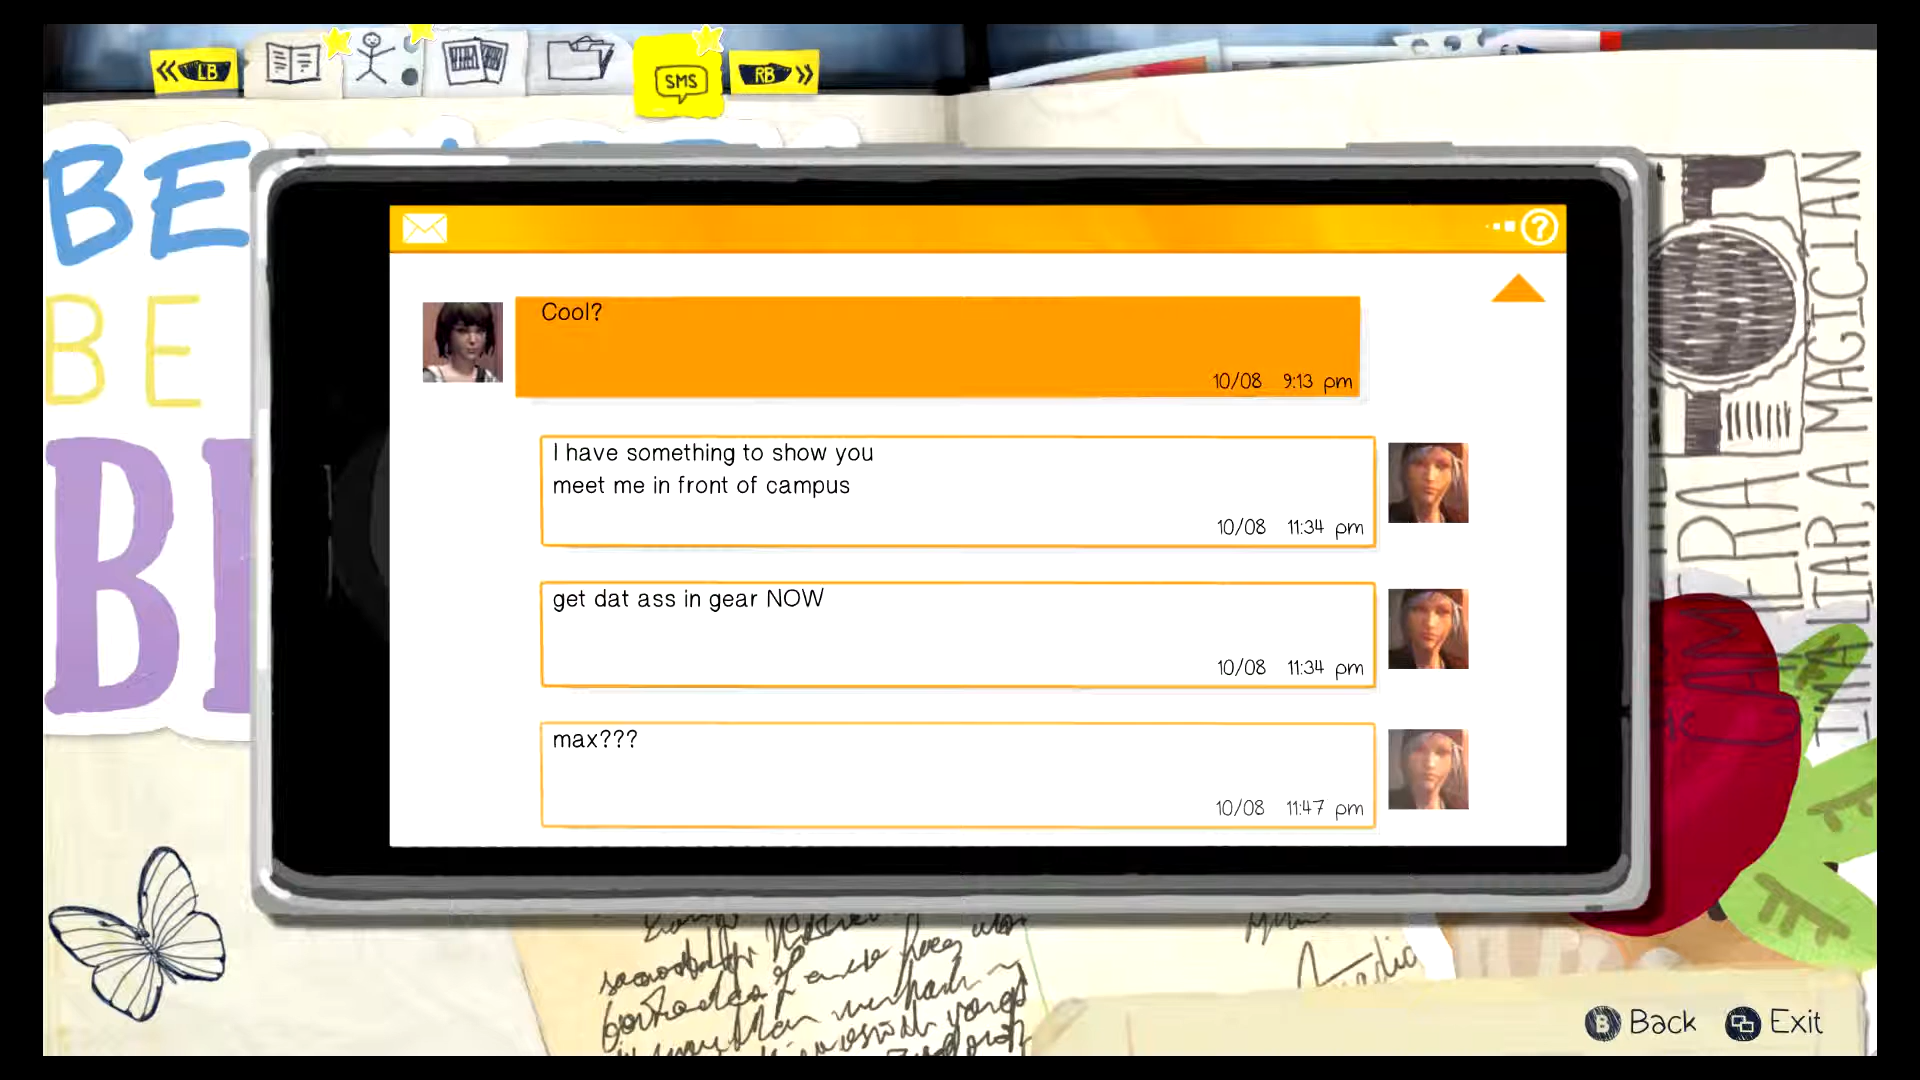 LB
SMS
RB
BE
BE
?
Cool?
10/08 9:13 pm
I have something to show you
meet me in front of campus
10/08 11:34 pm
get dat ass in gear NOW
10/08 11:34 pm
max???
10/08 11:47 pm
CAMERA
LIAR, A MAGICIAN
B Back
Exit